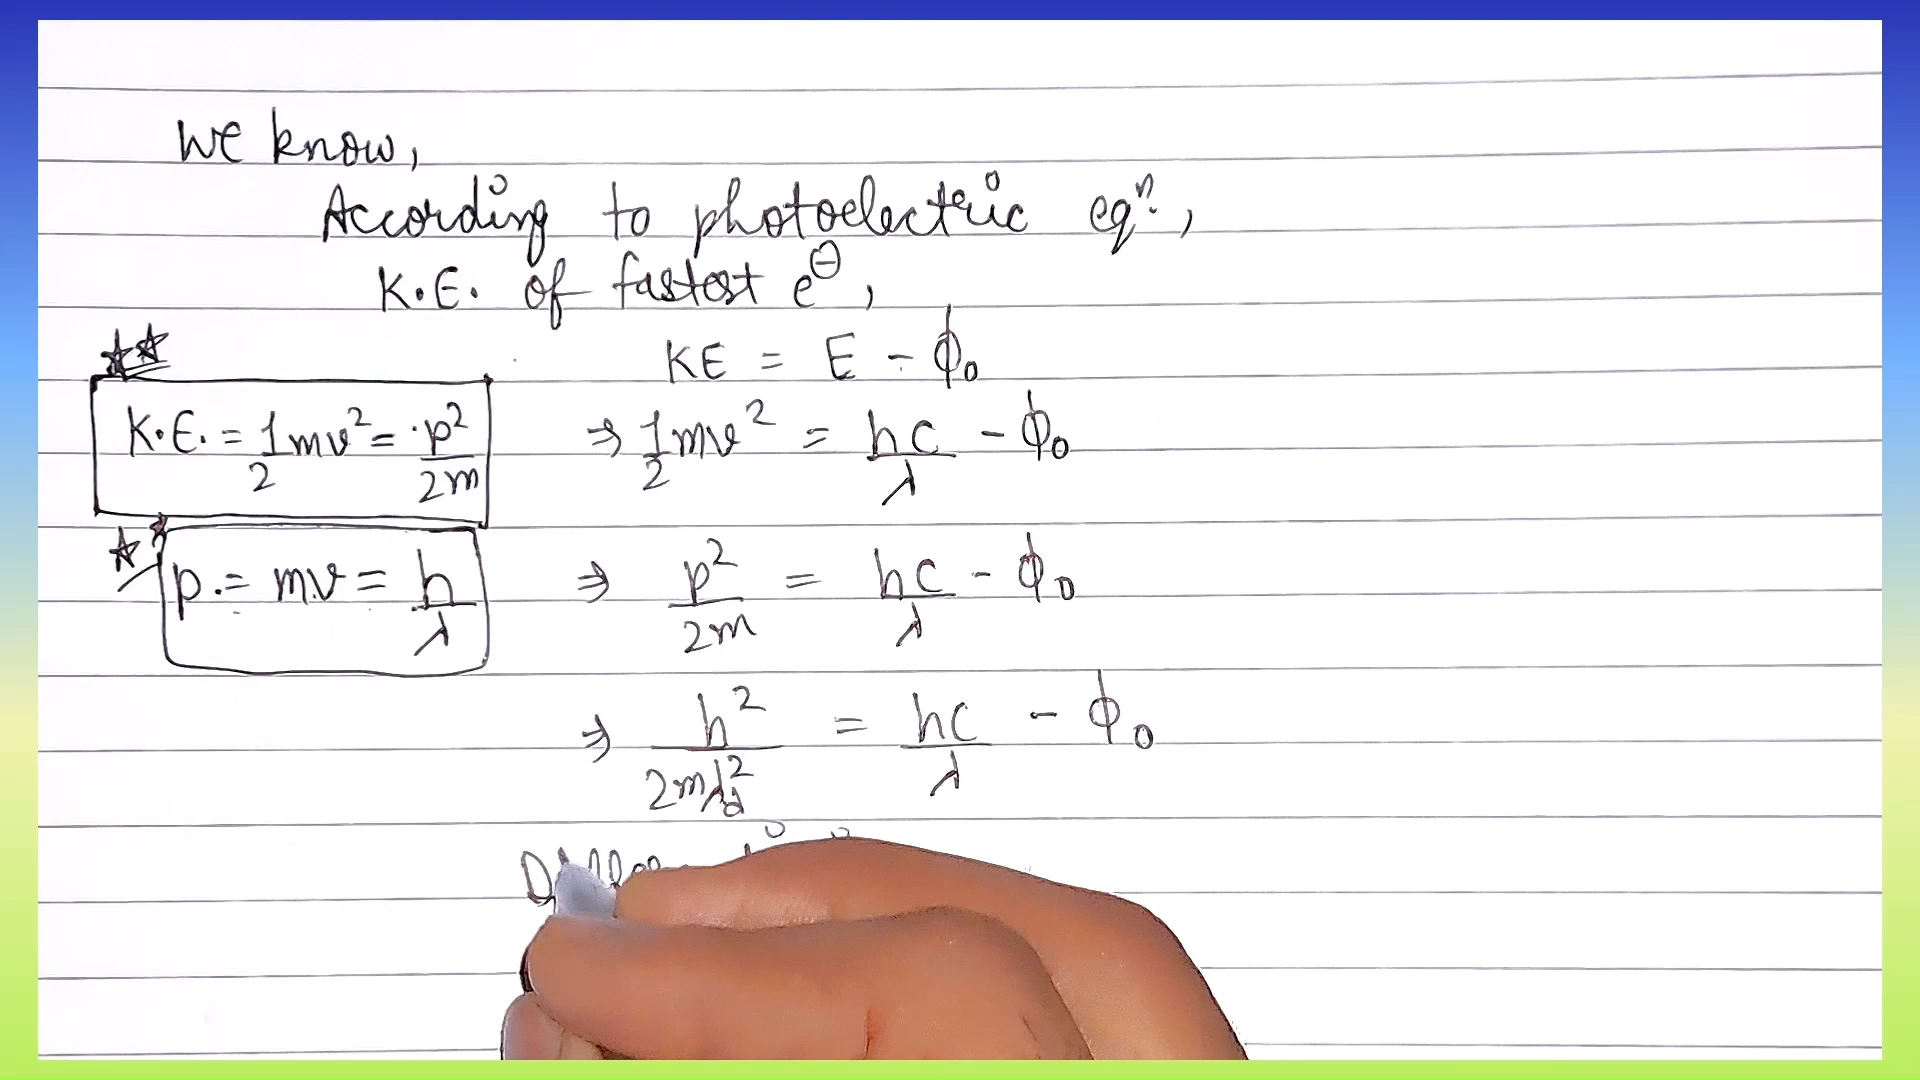 We know,
According to photoelectric eqⁿ.,
K.E. of fastest e⊖,
KE = E - ϕ₀
★★
K.E. = 1/2 mv² = p²/2m
⇒ 1/2 mv² = hc/λ - ϕ₀
★
p = mv = h/λ
⇒ p²/2m = hc/λ - ϕ₀
⇒ h²/2mλ²d = hc/λ - ϕ₀